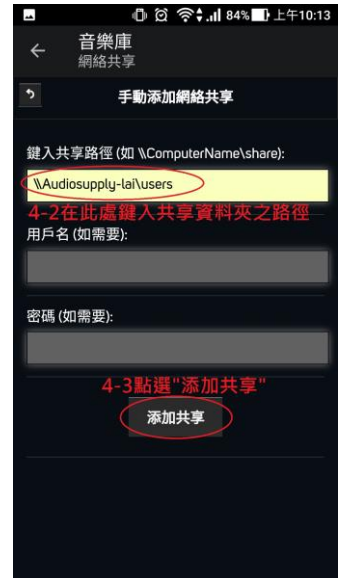 84% 上午10:13
音樂庫
網絡共享
手動添加網絡共享
鍵入共享路徑 (如 \\ComputerName\share):
\\Audiosupply-lai\users
4-2在此處鍵入共享資料夾之路徑
用戶名 (如需要):
密碼 (如需要):
4-3點選"添加共享"
添加共享